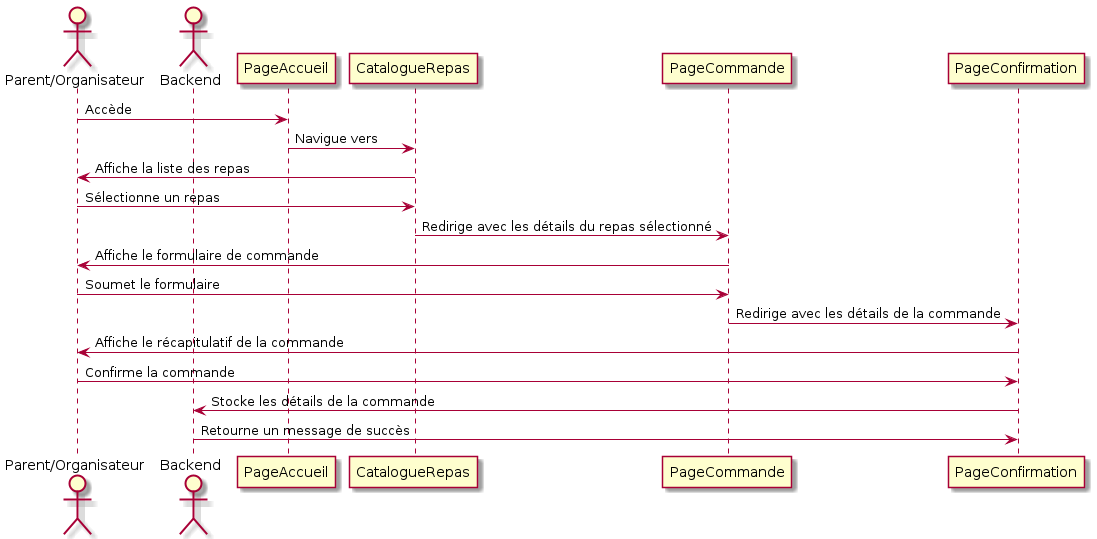 Parent/Organisateur
Backend
PageAccueil
CatalogueRepas
PageCommande
PageConfirmation
Accède
Navigue vers
Affiche la liste des repas
Sélectionne un repas
Redirige avec les détails du repas sélectionné
Affiche le formulaire de commande
Soumet le formulaire
Redirige avec les détails de la commande
Affiche le récapitulatif de la commande
Confirme la commande
Stocke les détails de la commande
Retourne un message de succès
Parent/Organisateur
Backend
PageAccueil
CatalogueRepas
PageCommande
PageConfirmation